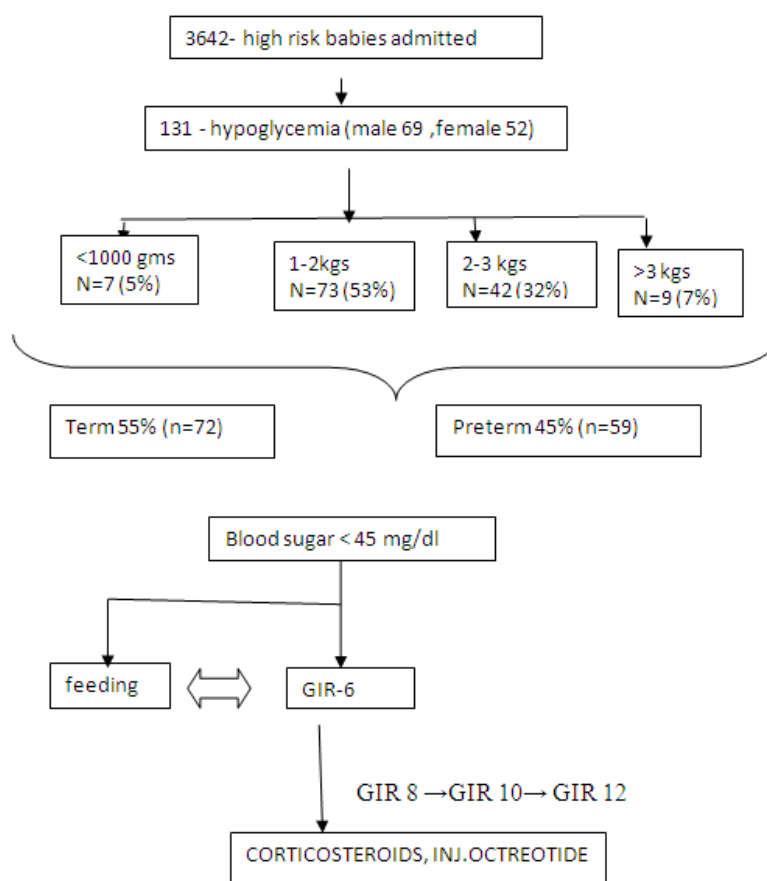 3642- high risk babies admitted
131 - hypoglycemia (male 69 ,female 52)
<1000 gms
N=7 (5%)
1-2kgs
N=73 (53%)
2-3 kgs
N=42 (32%)
>3 kgs
N=9 (7%)
Term 55% (n=72)
Preterm 45% (n=59)
Blood sugar < 45 mg/dl
feeding
GIR-6
GIR 8 →GIR 10→ GIR 12
CORTICOSTEROIDS, INJ.OCTREOTIDE